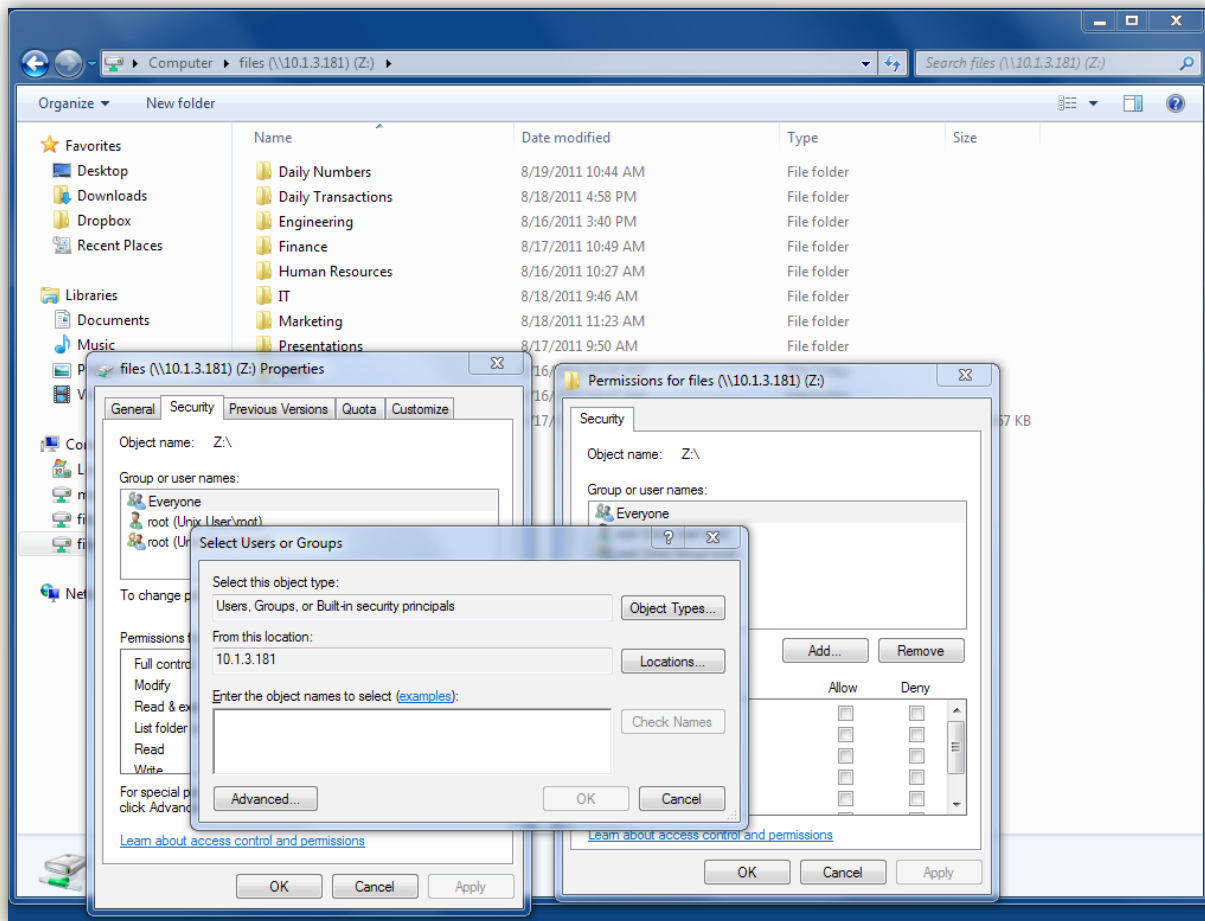 Computer ▸ files (\\10.1.3.181) (Z:) ▸
Search files (\\10.1.3.181) (Z:)
Organize ▾ New folder
Name Date modified Type Size
Favorites
Desktop
Downloads
Dropbox
Recent Places
Libraries
Documents
Music
Daily Numbers 8/19/2011 10:44 AM File folder
Daily Transactions 8/18/2011 4:58 PM File folder
Engineering 8/16/2011 3:40 PM File folder
Finance 8/17/2011 10:49 AM File folder
Human Resources 8/16/2011 10:27 AM File folder
IT 8/18/2011 9:46 AM File folder
Marketing 8/18/2011 11:23 AM File folder
Presentations 8/17/2011 9:50 AM File folder
files (\\10.1.3.181) (Z:) Properties
General Security Previous Versions Quota Customize
Object name: Z:\
Group or user names:
Everyone
root (Unix User\root)
To change
Full
Modify
Read &
List folder
Read
Write
For special
Learn about access control and permissions
OK Cancel Apply
Permissions for files (\\10.1.3.181) (Z:)
Security
Object name: Z:\
Group or user names:
Everyone
Add... Remove
Allow Deny
Learn about access control and permissions
OK Cancel Apply
Select Users or Groups
Select this object type:
Users, Groups, or Built-in security principals
Object Types...
From this location:
10.1.3.181
Locations...
Enter the object names to select (examples):
Check Names
Advanced... OK Cancel